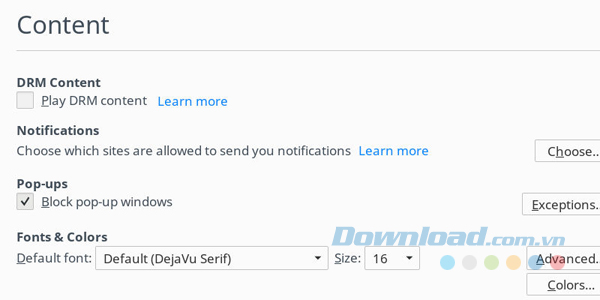 Content
DRM Content
Play DRM content Learn more
Notifications
Choose which sites are allowed to send you notifications Learn more Choose...
Pop-ups
Block pop-up windows Exceptions...
Download.com.vn
Fonts & Colors
Default font: Default (DejaVu Serif) Size: 16 Advanced...
Colors...